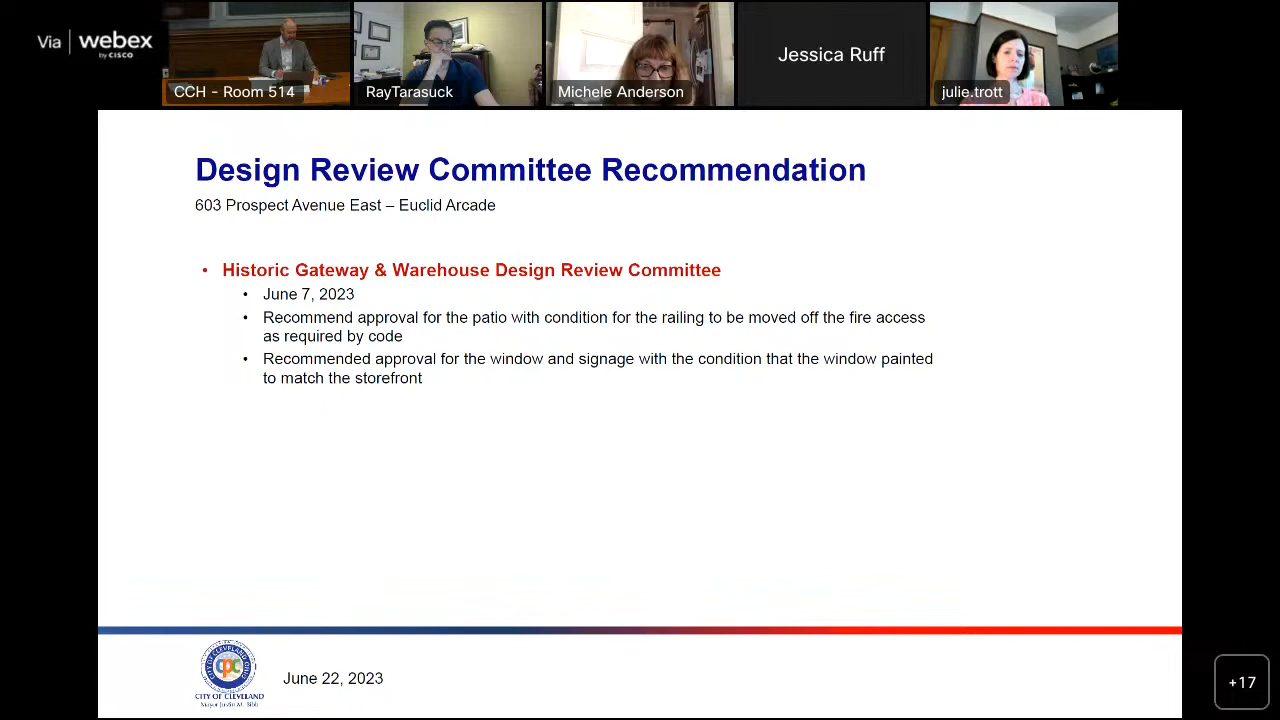 Via webex
by CISCO
CCH - Room 514
RayTarasuck
Michele Anderson
Jessica Ruff
julie.trott
Design Review Committee Recommendation
603 Prospect Avenue East – Euclid Arcade
• Historic Gateway & Warehouse Design Review Committee
• June 7, 2023
• Recommend approval for the patio with condition for the railing to be moved off the fire access
as required by code
• Recommended approval for the window and signage with the condition that the window painted
to match the storefront
cpc
CITY OF CLEVELAND
Mayor Justin M. Bibb
June 22, 2023
+17